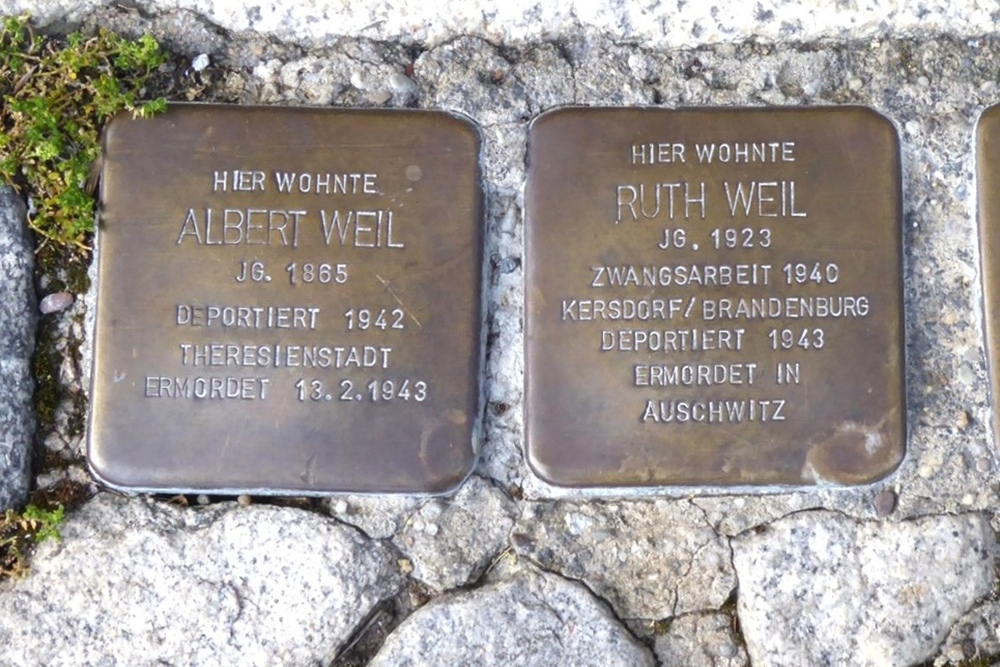 HIER WOHNTE
ALBERT WEIL
JG. 1865
DEPORTIERT 1942
THERESIENSTADT
ERMORDET 13.2.1943
HIER WOHNTE
RUTH WEIL
JG. 1923
ZWANGSARBEIT 1940
KERSDORF/BRANDENBURG
DEPORTIERT 1943
ERMORDET IN
AUSCHWITZ